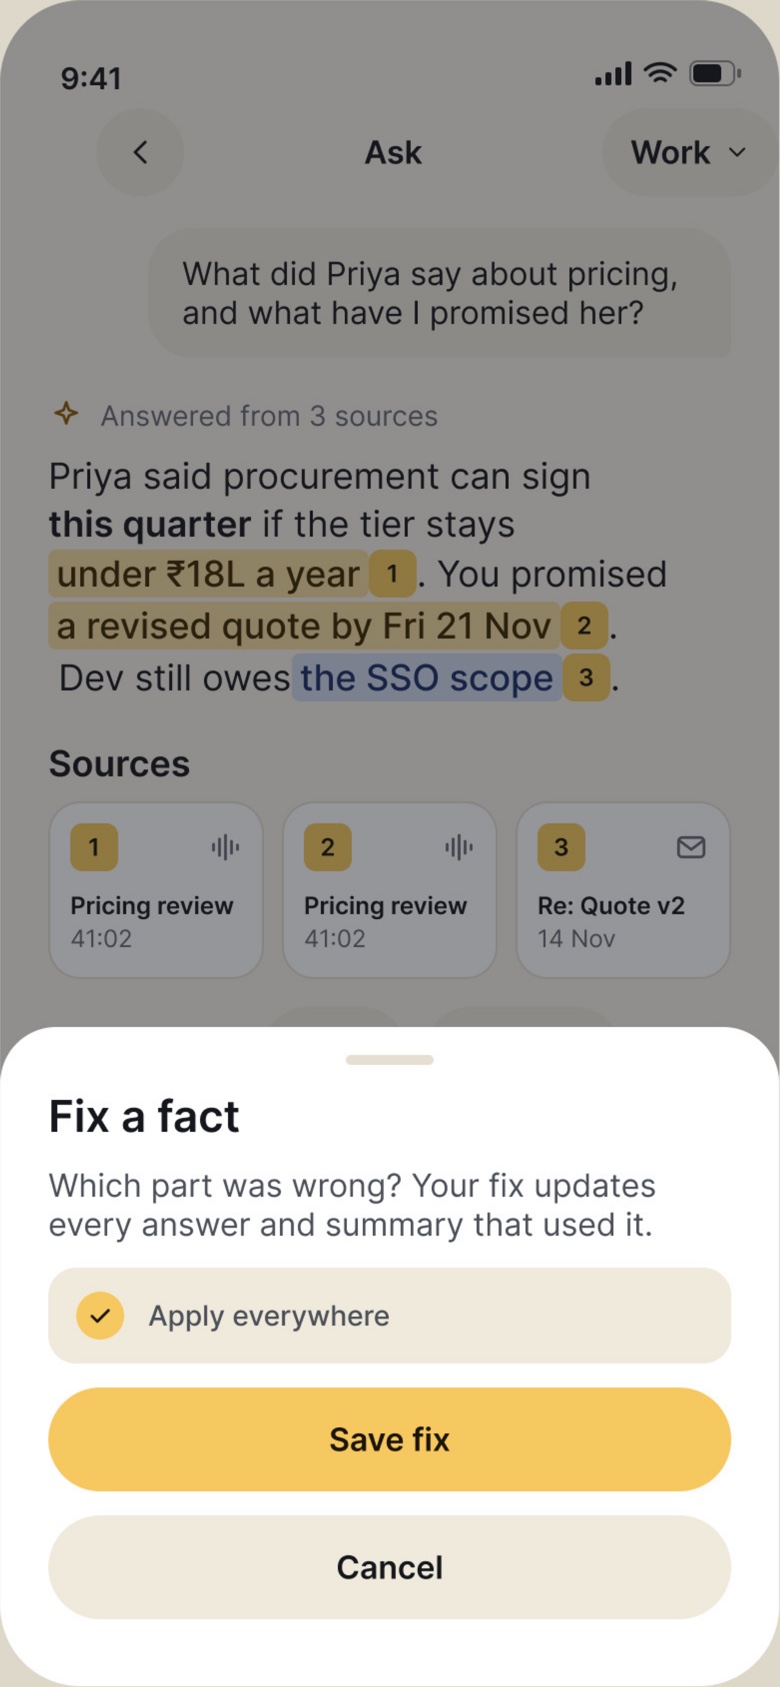 9:41
Ask
Work
What did Priya say about pricing,
and what have I promised her?
Answered from 3 sources
Priya said procurement can sign
this quarter if the tier stays
under ₹18L a year 1. You promised
a revised quote by Fri 21 Nov 2.
Dev still owes the SSO scope 3.
Sources
1
Pricing review
41:02
2
Pricing review
41:02
3
Re: Quote v2
14 Nov
Fix a fact
Which part was wrong? Your fix updates
every answer and summary that used it.
Apply everywhere
Save fix
Cancel